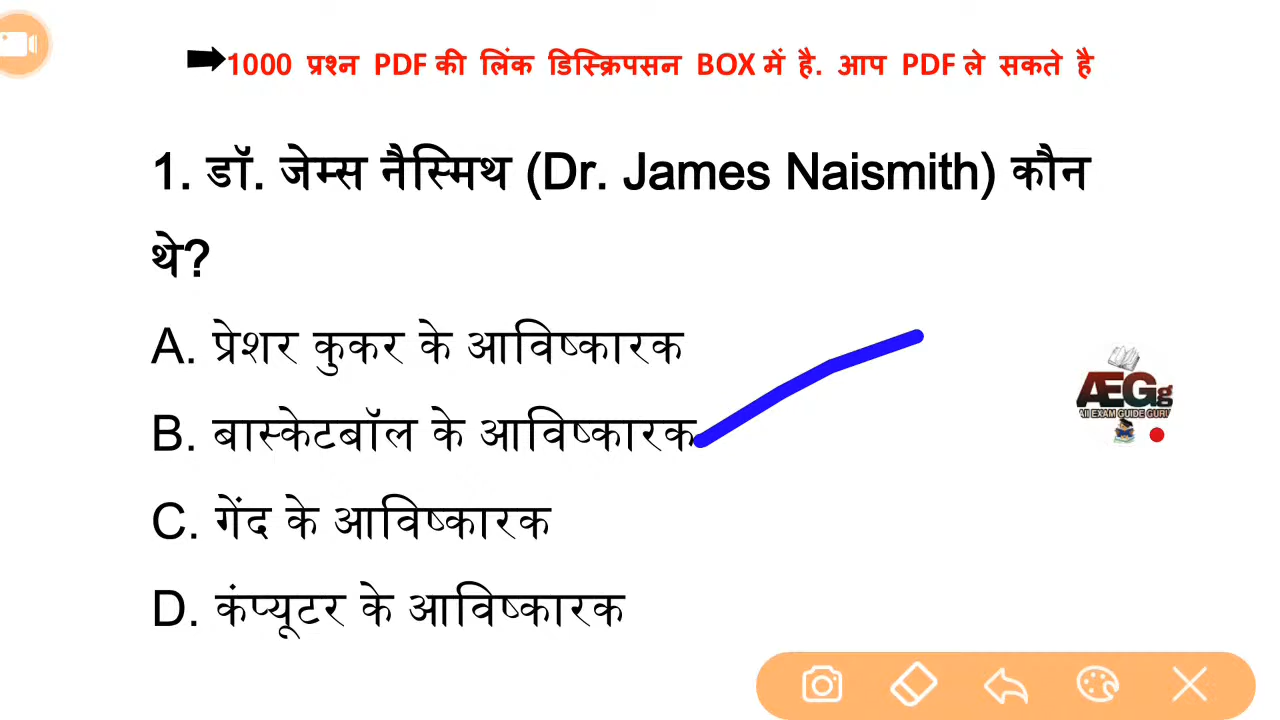 1000 प्रश्न PDF की लिंक डिस्क्रिपसन BOX में है. आप PDF ले सकते है
1. डॉ. जेम्स नैस्मिथ (Dr. James Naismith) कौन
थे?
A. प्रेशर कुकर के आविष्कारक
B. बास्केटबॉल के आविष्कारक
C. गेंद के आविष्कारक
D. कंप्यूटर के आविष्कारक
ÆGg
All EXAM GUIDE GURU